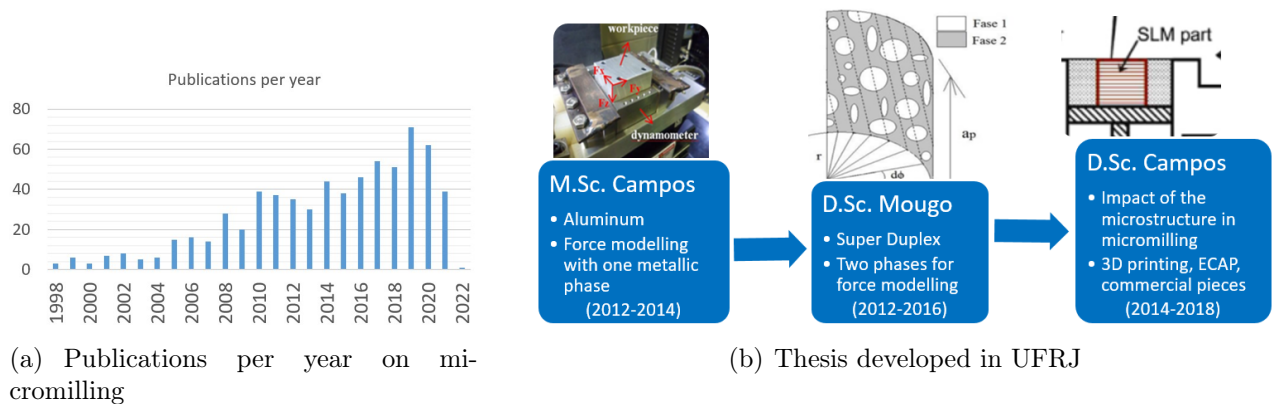 Publications per year
80
60
40
20
0
1998
2000
2002
2004
2006
2008
2010
2012
2014
2016
2018
2020
2022
(a) Publications per year on mi-
cromilling
workpiece
Fx
Fy
Fz
dynamometer
M.Sc. Campos
• Aluminum
• Force modelling
with one metallic
phase
(2012-2014)
Fase 1
Fase 2
ap
r
dϕ
D.Sc. Mougo
• Super Duplex
• Two phases for
force modelling
(2012-2016)
SLM part
D.Sc. Campos
• Impact of the
microstructure in
micromilling
• 3D printing, ECAP,
commercial pieces
(2014-2018)
(b) Thesis developed in UFRJ